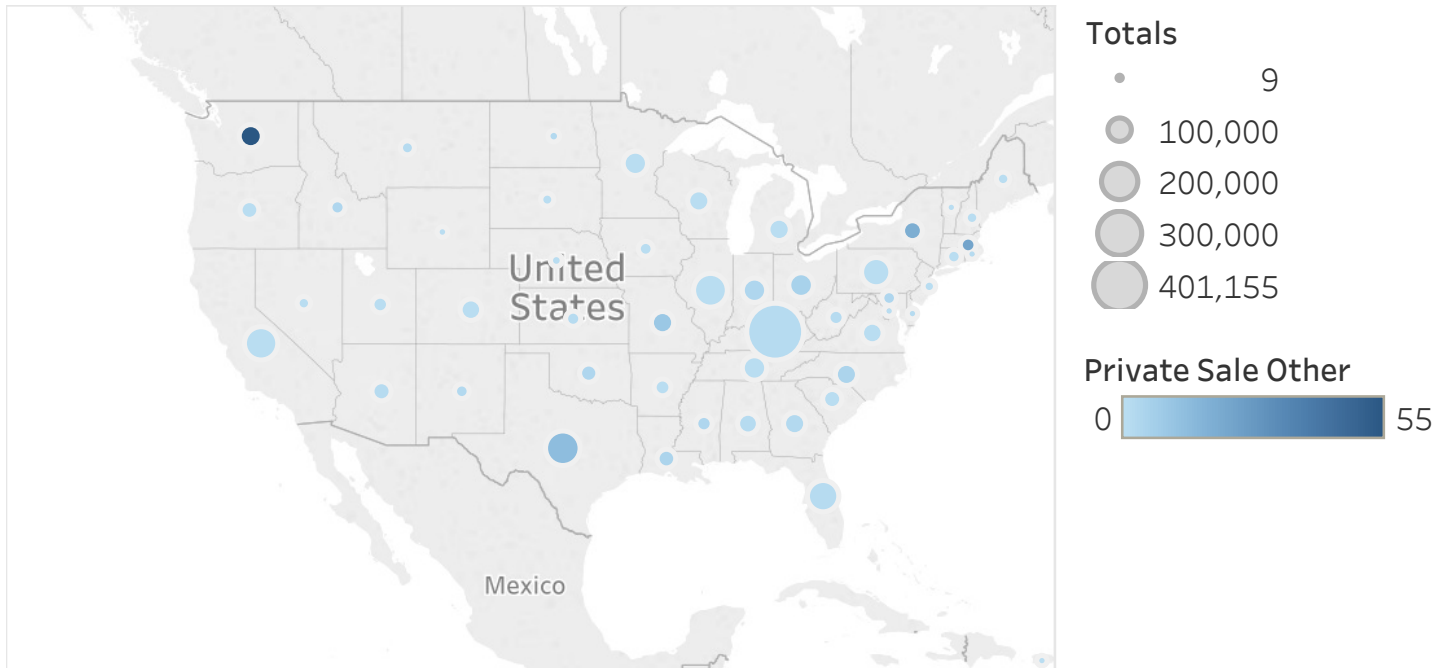 United
States
Mexico
Totals
9
100,000
200,000
300,000
401,155
Private Sale Other
0 55